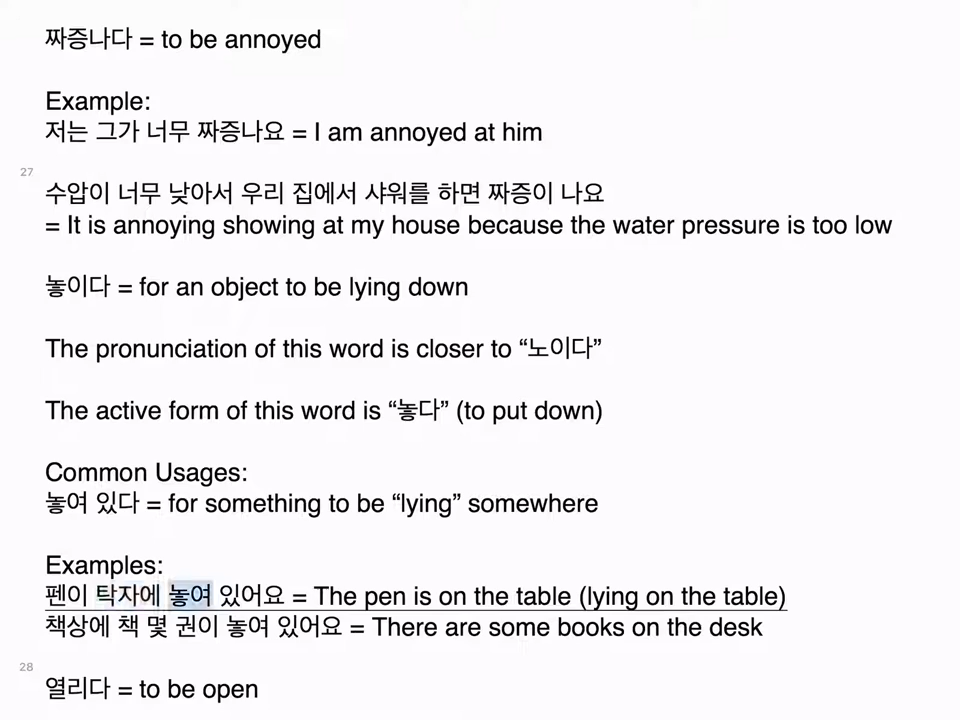 짜증나다 = to be annoyed
Example:
저는 그가 너무 짜증나요 = I am annoyed at him
27
수압이 너무 낮아서 우리 집에서 샤워를 하면 짜증이 나요
= It is annoying showing at my house because the water pressure is too low
놓이다 = for an object to be lying down
The pronunciation of this word is closer to “노이다”
The active form of this word is “놓다” (to put down)
Common Usages:
놓여 있다 = for something to be “lying” somewhere
Examples:
펜이 탁자에 놓여 있어요 = The pen is on the table (lying on the table)
책상에 책 몇 권이 놓여 있어요 = There are some books on the desk
28
열리다 = to be open